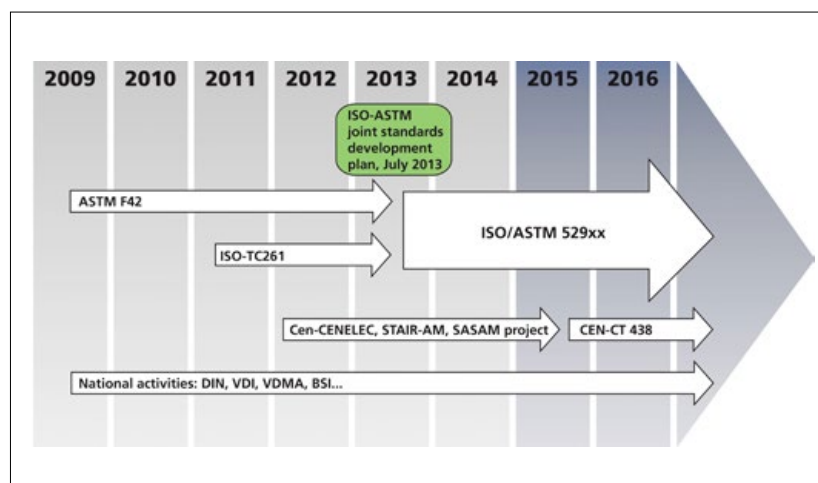 2009 2010 2011 2012 2013 2014 2015 2016
ISO-ASTM
joint standards
development
plan, July 2013
ASTM F42
ISO/ASTM 529xx
ISO-TC261
Cen-CENELEC, STAIR-AM, SASAM project
CEN-CT 438
National activities: DIN, VDI, VDMA, BSI...